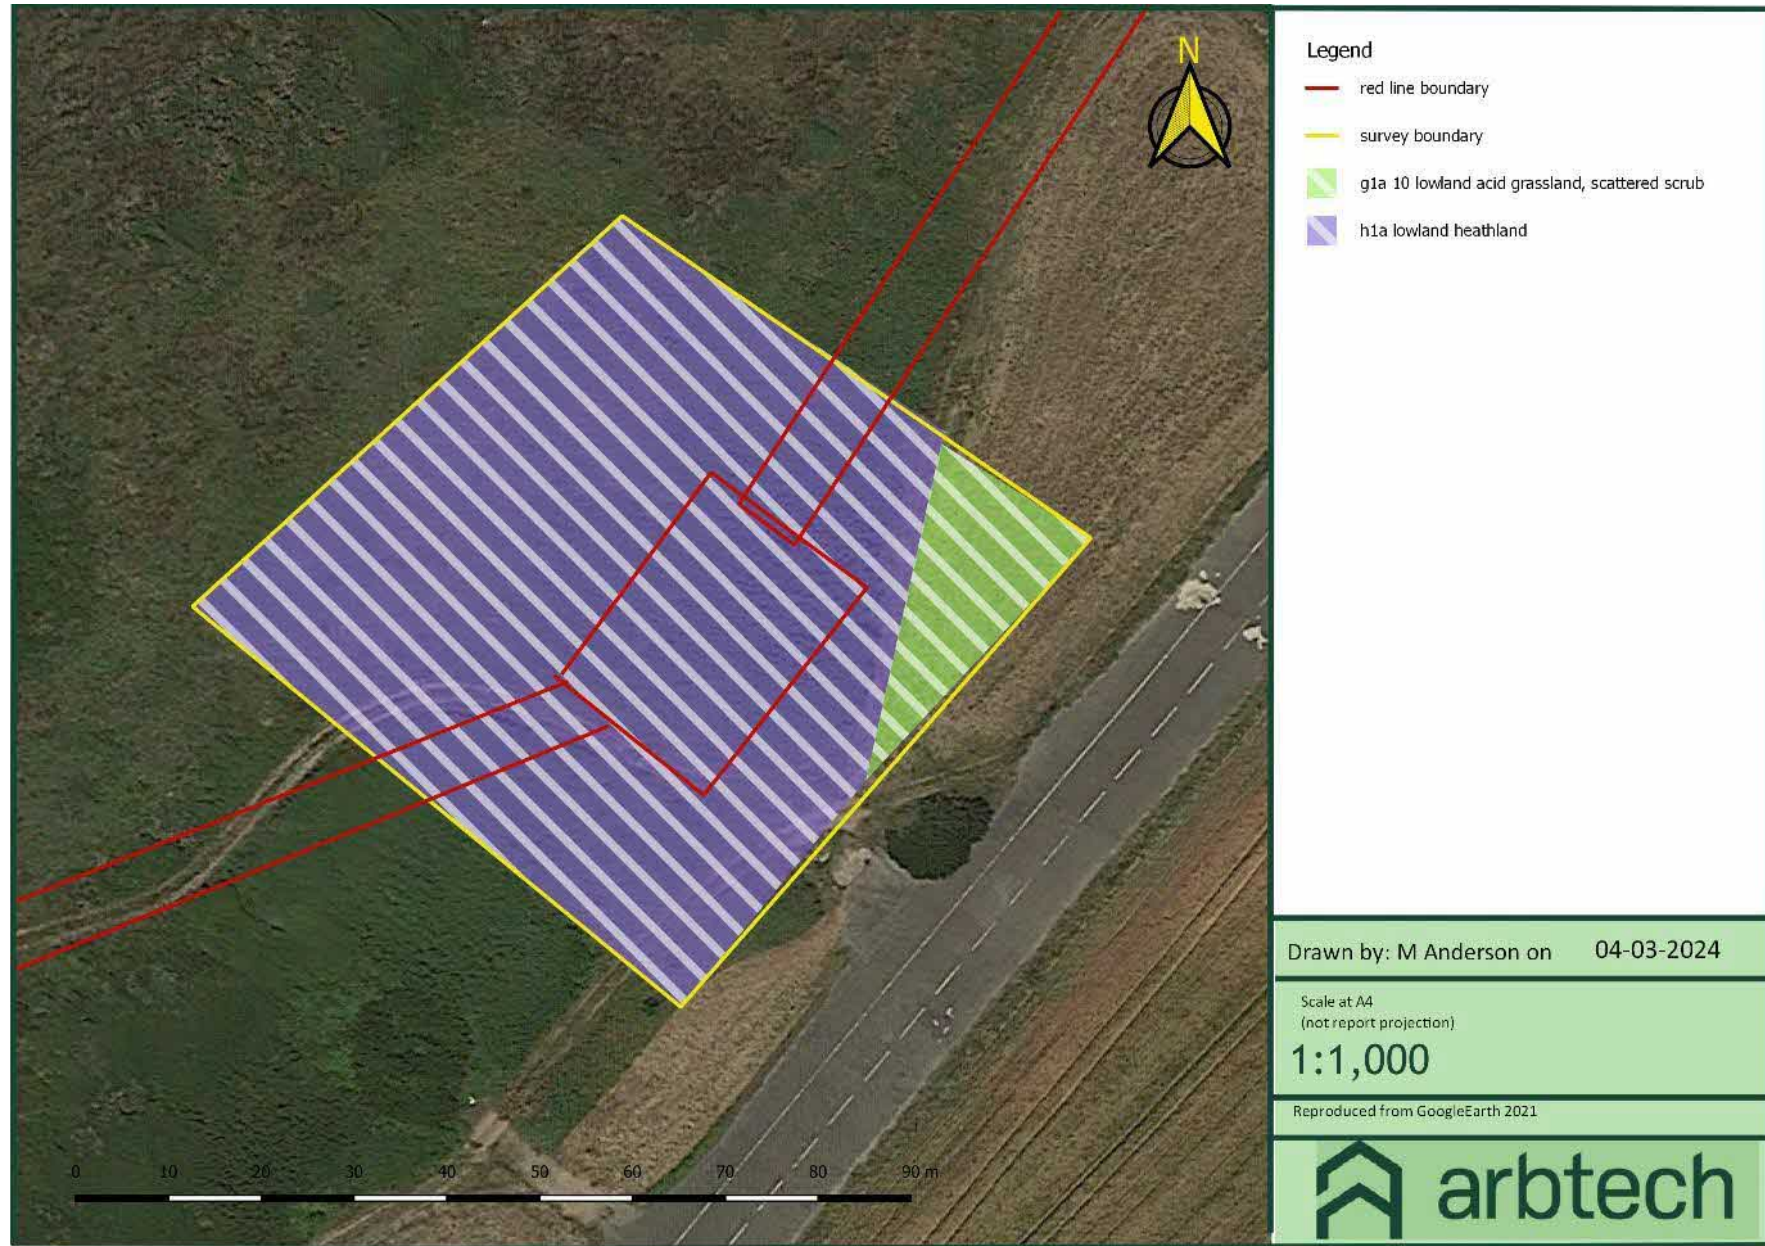 N
Legend
red line boundary
survey boundary
g1a 10 lowland acid grassland, scattered scrub
h1a lowland heathland
0 10 20 30 40 50 60 70 80 90 m
Drawn by: M Anderson on 04-03-2024
Scale at A4
(not report projection)
1:1,000
Reproduced from GoogleEarth 2021
arbtech